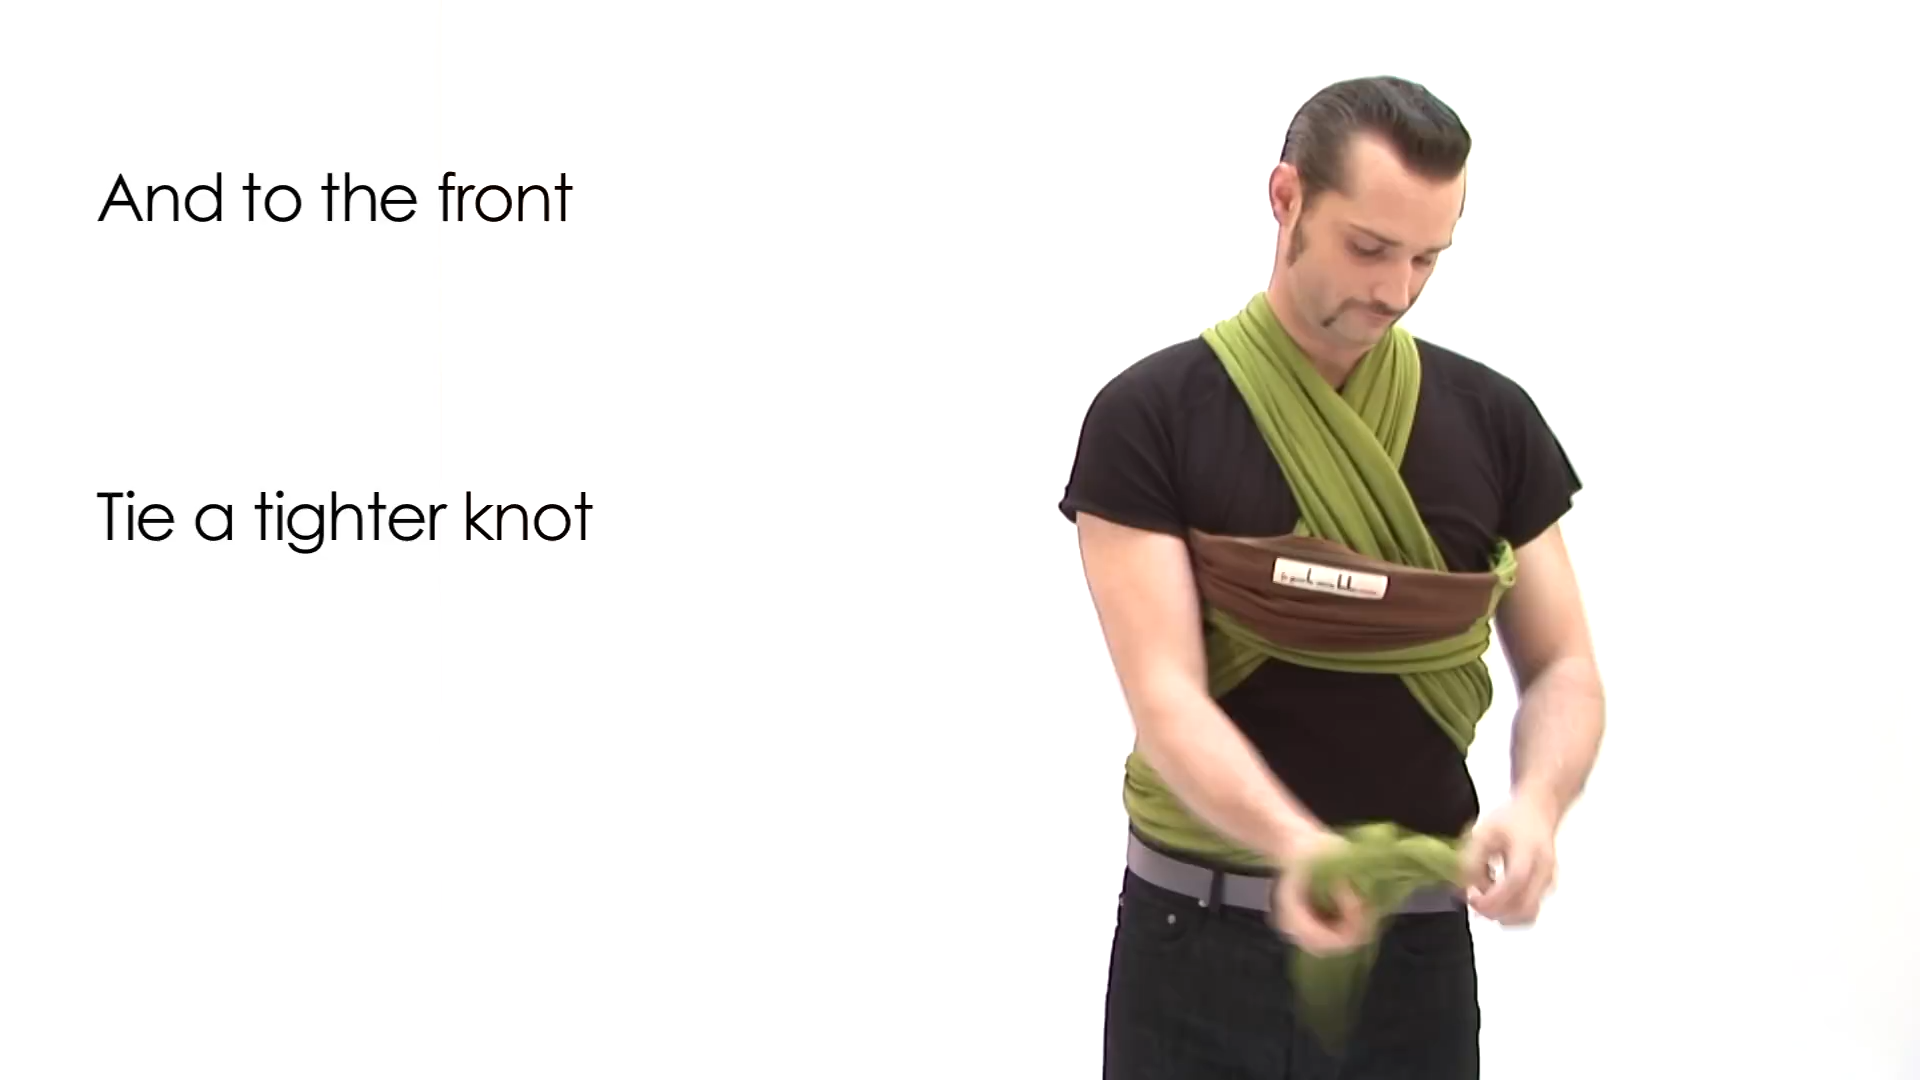 And to the front
Tie a tighter knot